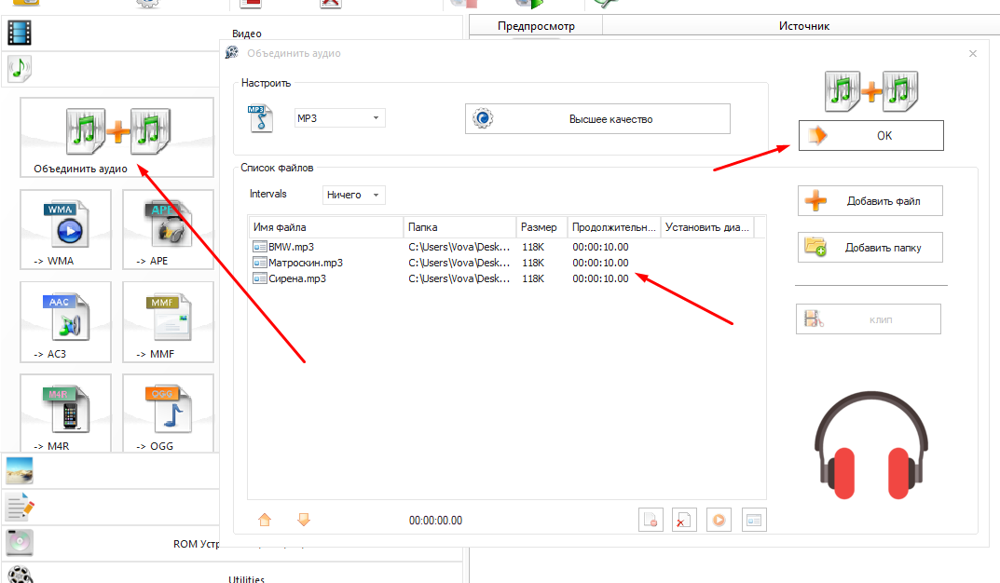 Предпросмотр
Источник
Видео
Объединить аудио
Настроить
MP3
MP3
Высшее качество
OK
Объединить аудио
Список файлов
Intervals
Ничего
Добавить файл
Добавить папку
клип
Имя файла
Папка
Размер
Продолжительн...
Установить диа...
BMW.mp3
C:\Users\Vova\Desk...
118K
00:00:10.00
Матроскин.mp3
C:\Users\Vova\Desk...
118K
00:00:10.00
Сирена.mp3
C:\Users\Vova\Desk...
118K
00:00:10.00
WMA
-> WMA
APE
-> APE
AAC
-> AC3
MMF
-> MMF
M4R
-> M4R
OGG
-> OGG
00:00:00.00
ROM Устр
Utilities